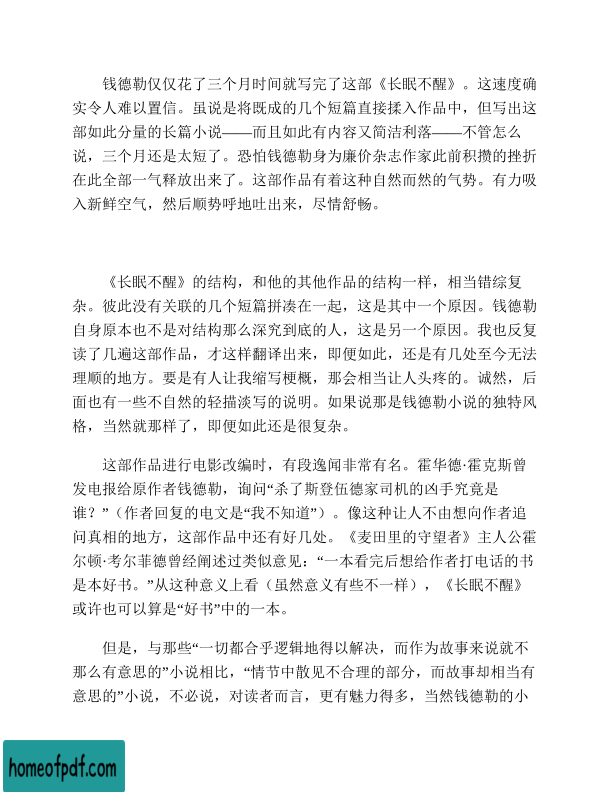 钱德勒仅仅花了三个月时间就写完了这部《长眠不醒》。这速度确
实令人难以置信。虽说是将既成的几个短篇直接揉入作品中，但写出这
部如此分量的长篇小说——而且如此有内容又简洁利落——不管怎么
说，三个月还是太短了。恐怕钱德勒身为廉价杂志作家此前积攒的挫折
在此全部一气释放出来了。这部作品有着这种自然而然的气势。有力吸
入新鲜空气，然后顺势呼地吐出来，尽情舒畅。
《长眠不醒》的结构，和他的其他作品的结构一样，相当错综复
杂。彼此没有关联的几个短篇拼凑在一起，这是其中一个原因。钱德勒
自身原本也不是对结构那么深究到底的人，这是另一个原因。我也反复
读了几遍这部作品，才这样翻译出来，即便如此，还是有几处至今无法
理顺的地方。要是有人让我缩写梗概，那会相当让人头疼的。诚然，后
面也有一些不自然的轻描淡写的说明。如果说那是钱德勒小说的独特风
格，当然就那样了，即便如此还是很复杂。
这部作品进行电影改编时，有段逸闻非常有名。霍华德·霍克斯曾
发电报给原作者钱德勒，询问“杀了斯登伍德家司机的凶手究竟是
谁？”（作者回复的电文是“我不知道”）。像这种让人不由想向作者追
问真相的地方，这部作品中还有好几处。《麦田里的守望者》主人公霍
尔顿·考尔菲德曾经阐述过类似意见：“一本看完后想给作者打电话的书
是本好书。”从这种意义上看（虽然意义有些不一样），《长眠不醒》
或许也可以算是“好书”中的一本。
但是，与那些“一切都合乎逻辑地得以解决，而作为故事来说就不
那么有意思的”小说相比，“情节中散见不合理的部分，而故事却相当有
意思的”小说，不必说，对读者而言，更有魅力得多，当然钱德勒的小
homeofpdf.com